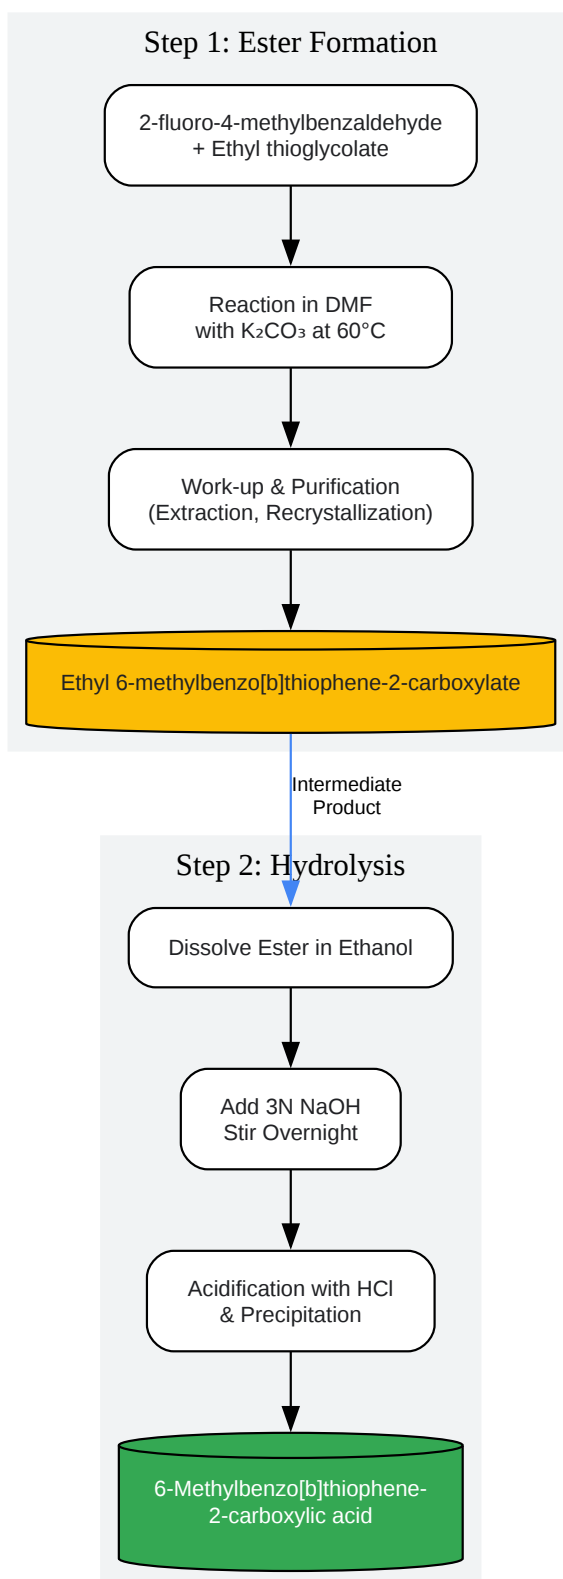 Step 1: Ester Formation
2-fluoro-4-methylbenzaldehyde
+ Ethyl thioglycolate
Reaction in DMF
with K₂CO₃ at 60°C
Work-up & Purification
(Extraction, Recrystallization)
Ethyl 6-methylbenzo[b]thiophene-2-carboxylate
Intermediate
Product
Step 2: Hydrolysis
Dissolve Ester in Ethanol
Add 3N NaOH
Stir Overnight
Acidification with HCl
& Precipitation
6-Methylbenzo[b]thiophene-
2-carboxylic acid